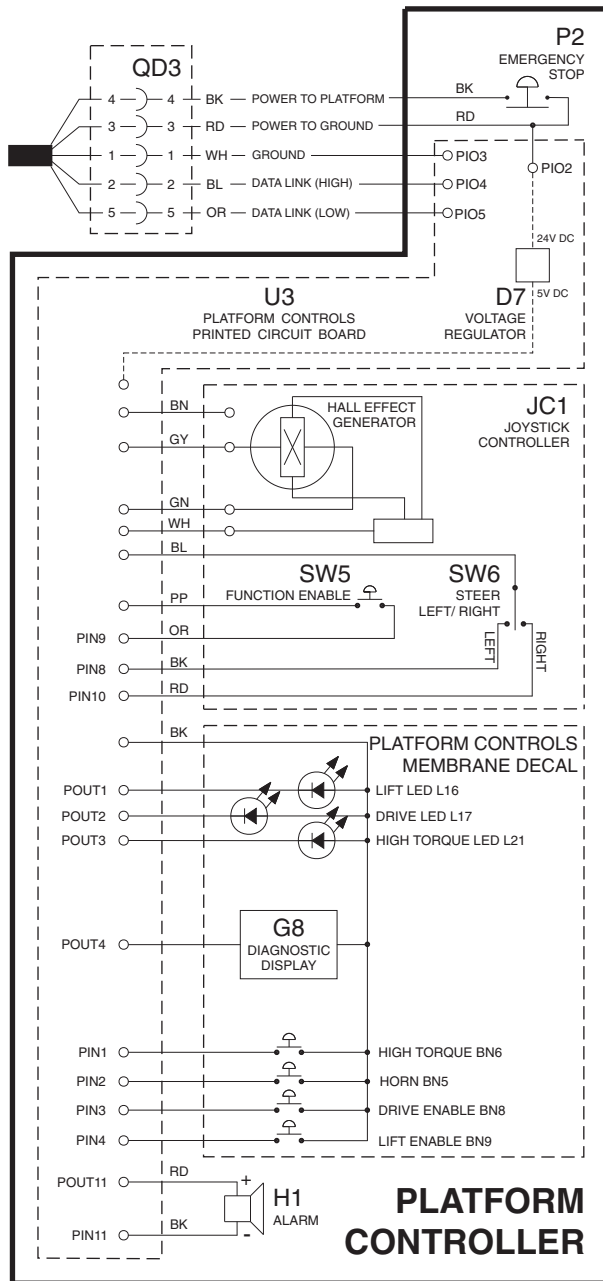 P2
EMERGENCY
STOP
QD3
4 4 BK POWER TO PLATFORM BK
3 3 RD POWER TO GROUND RD
1 1 WH GROUND PIO3 PIO2
2 2 BL DATA LINK (HIGH) PIO4
5 5 OR DATA LINK (LOW) PIO5
24V DC
5V DC
U3
PLATFORM CONTROLS
PRINTED CIRCUIT BOARD
D7
VOLTAGE
REGULATOR
BN
HALL EFFECT
GENERATOR
JC1
JOYSTICK
CONTROLLER
GY
GN
WH
BL
SW5
FUNCTION ENABLE
SW6
STEER
LEFT/ RIGHT
PP
PIN9 OR
PIN8 BK
LEFT
RIGHT
PIN10 RD
BK
PLATFORM CONTROLS
MEMBRANE DECAL
POUT1 LIFT LED L16
POUT2 DRIVE LED L17
POUT3 HIGH TORQUE LED L21
POUT4
G8
DIAGNOSTIC
DISPLAY
PIN1 HIGH TORQUE BN6
PIN2 HORN BN5
PIN3 DRIVE ENABLE BN8
PIN4 LIFT ENABLE BN9
POUT11 RD +
H1
ALARM
PIN11 BK -
PLATFORM
CONTROLLER